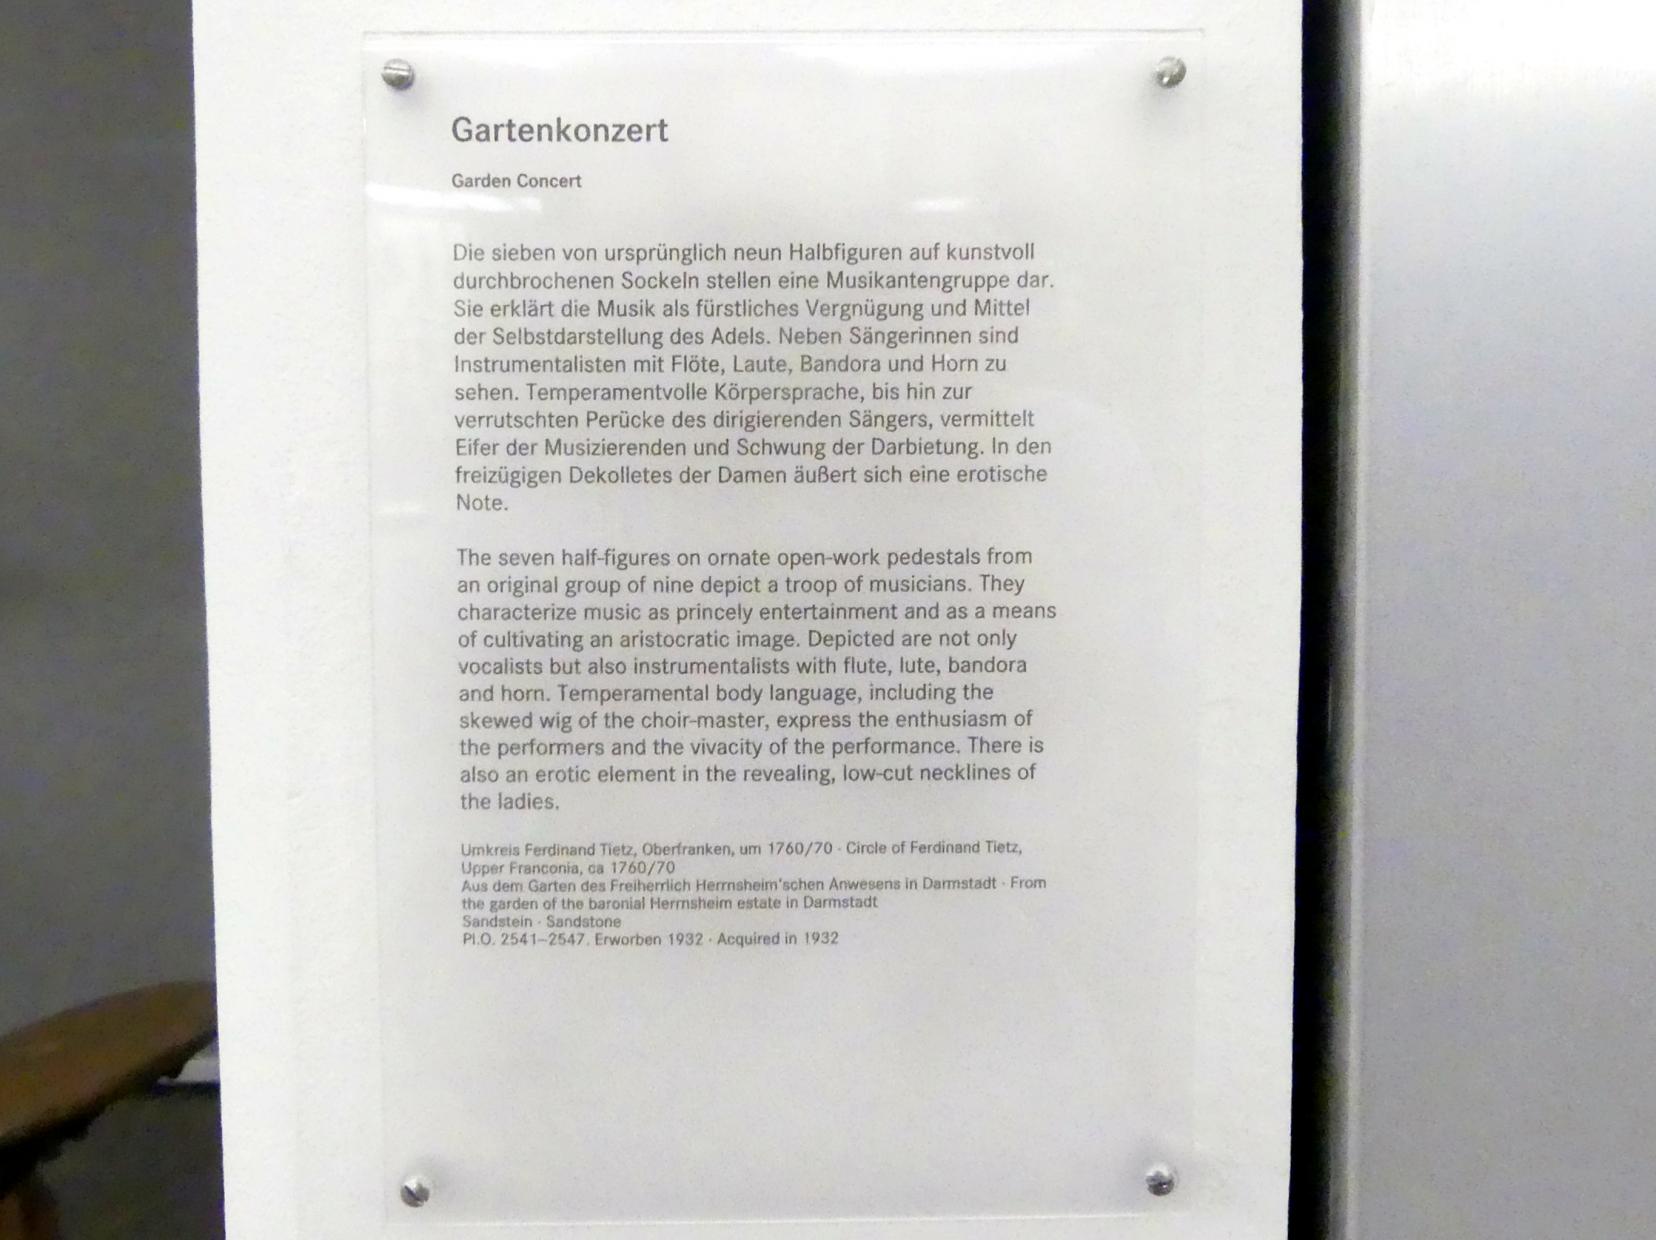 Gartenkonzert
Garden Concert
Die sieben von ursprünglich neun Halbfiguren auf kunstvoll
durchbrochenen Sockeln stellen eine Musikantengruppe dar.
Sie erklärt die Musik als fürstliches Vergnügung und Mittel
der Selbstdarstellung des Adels. Neben Sängerinnen sind
Instrumentalisten mit Flöte, Laute, Bandora und Horn zu
sehen. Temperamentvolle Körpersprache, bis hin zur
verrutschten Perücke des dirigierenden Sängers, vermittelt
Eifer der Musizierenden und Schwung der Darbietung. In den
freizügigen Dekolletes der Damen äußert sich eine erotische
Note.
The seven half-figures on ornate open-work pedestals from
an original group of nine depict a troop of musicians. They
characterize music as princely entertainment and as a means
of cultivating an aristocratic image. Depicted are not only
vocalists but also instrumentalists with flute, lute, bandora
and horn. Temperamental body language, including the
skewed wig of the choir-master, express the enthusiasm of
the performers and the vivacity of the performance. There is
also an erotic element in the revealing, low-cut necklines of
the ladies.
Umkreis Ferdinand Tietz, Oberfranken, um 1760/70 · Circle of Ferdinand Tietz,
Upper Franconia, ca 1760/70
Aus dem Garten des Freiherrlich Herrnsheim'schen Anwesens in Darmstadt · From
the garden of the baronial Herrnsheim estate in Darmstadt
Sandstein · Sandstone
Pl.O. 2541–2547. Erworben 1932 · Acquired in 1932